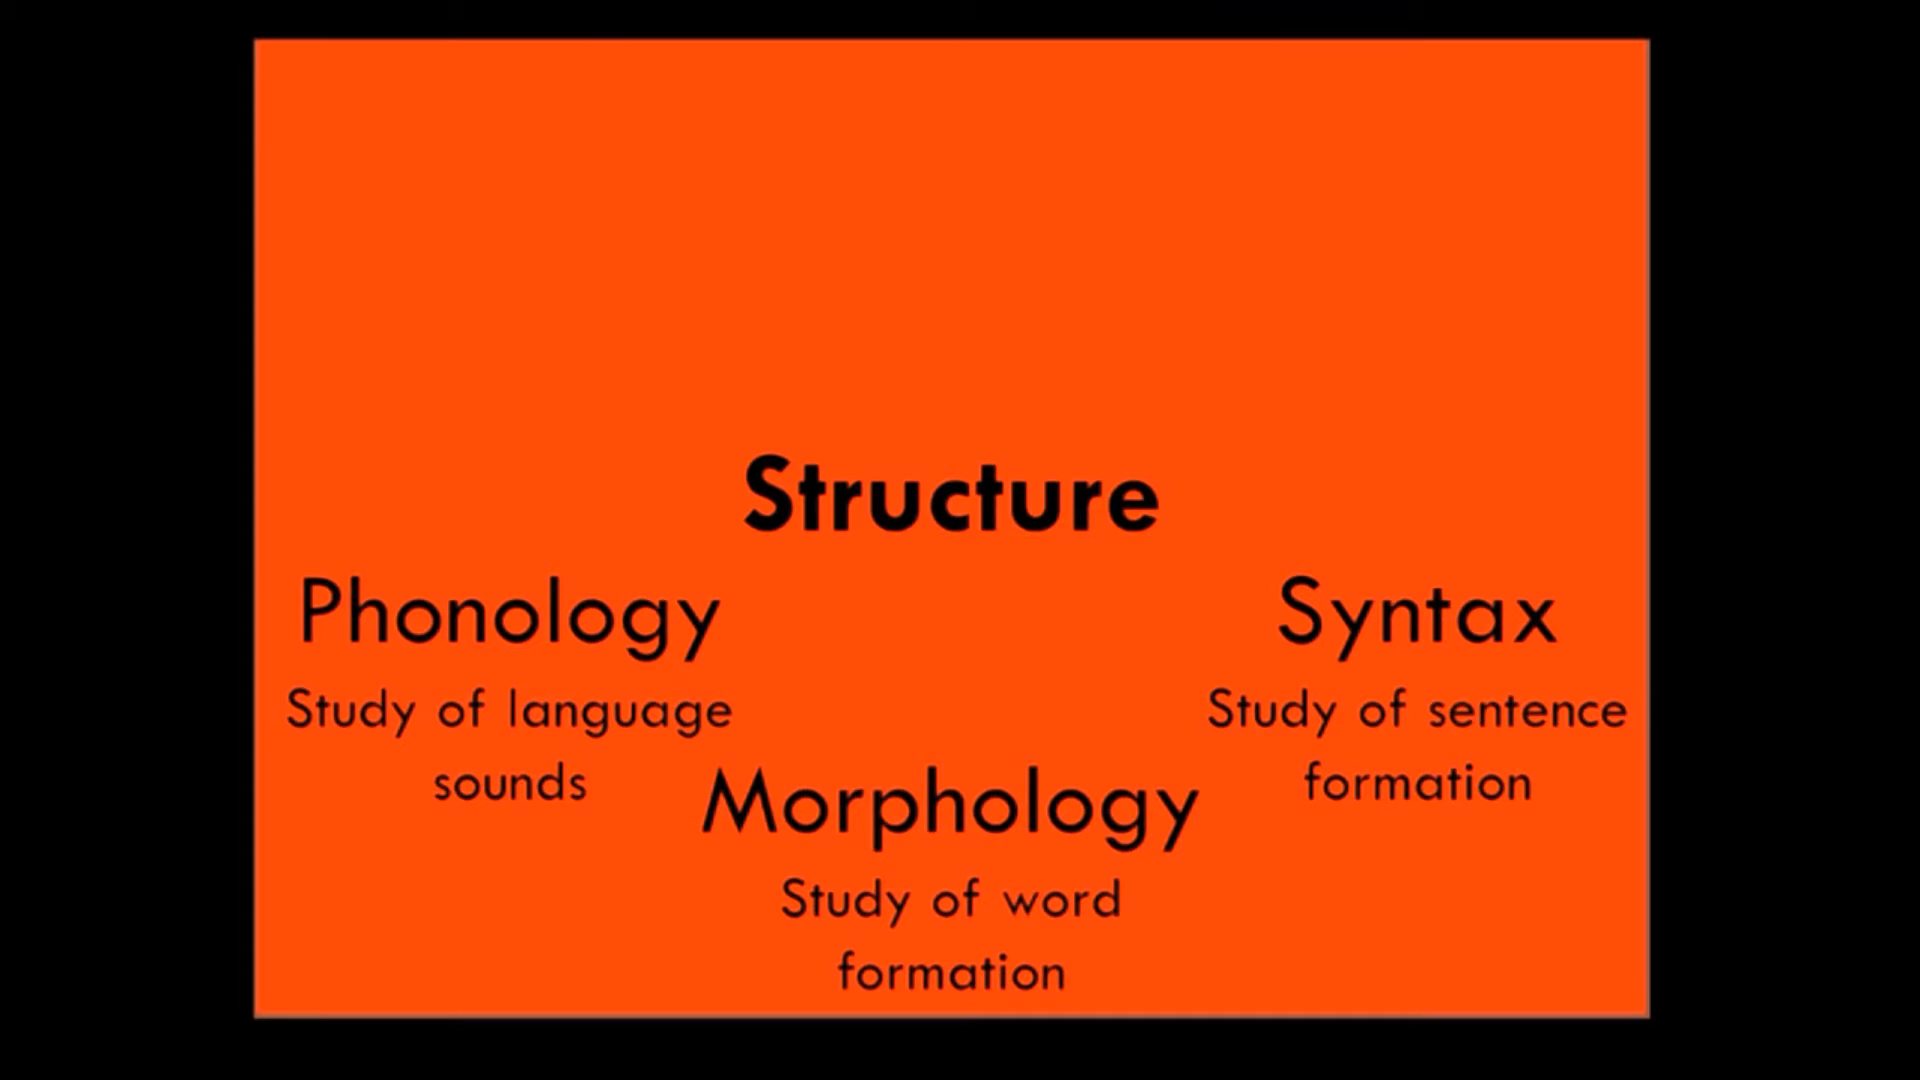 Structure
Phonology
Study of language
sounds
Morphology
Study of word
formation
Syntax
Study of sentence
formation